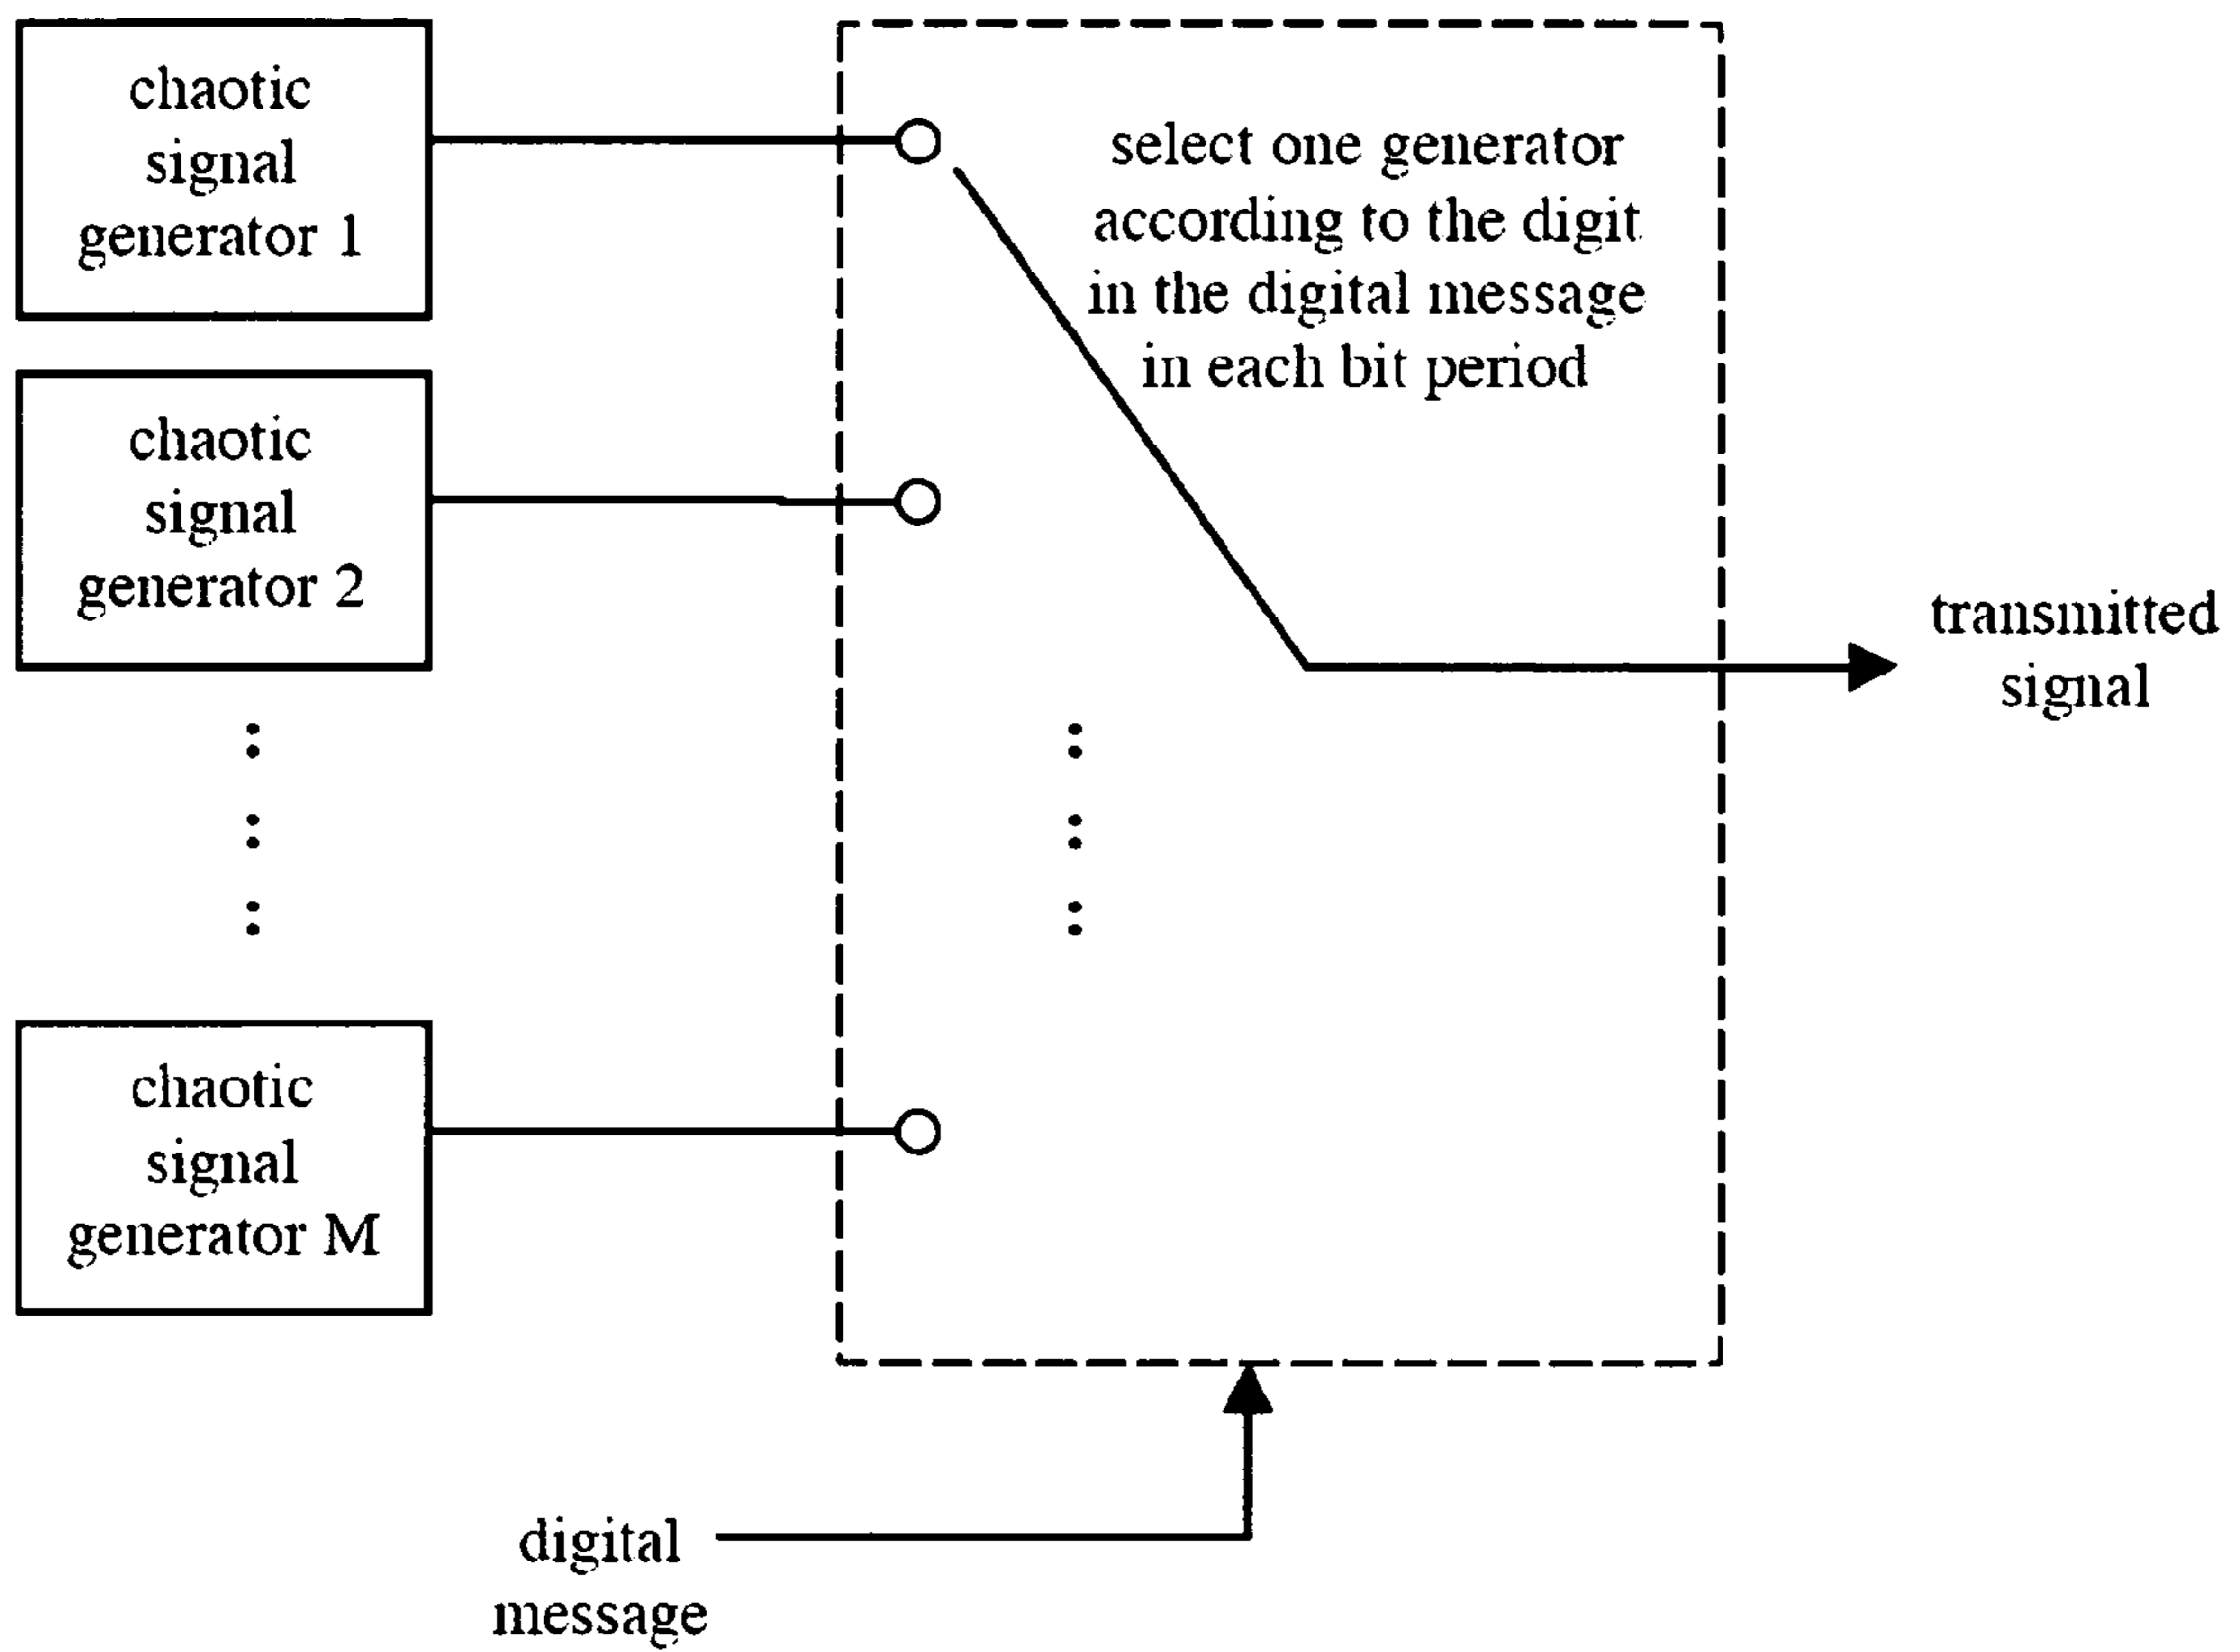 chaotic
signal
generator 1
select one generator
according to the digit
in the digital message
in each bit period
chaotic
signal
generator 2
transmitted
signal
chaotic
signal
generator M
digital
message